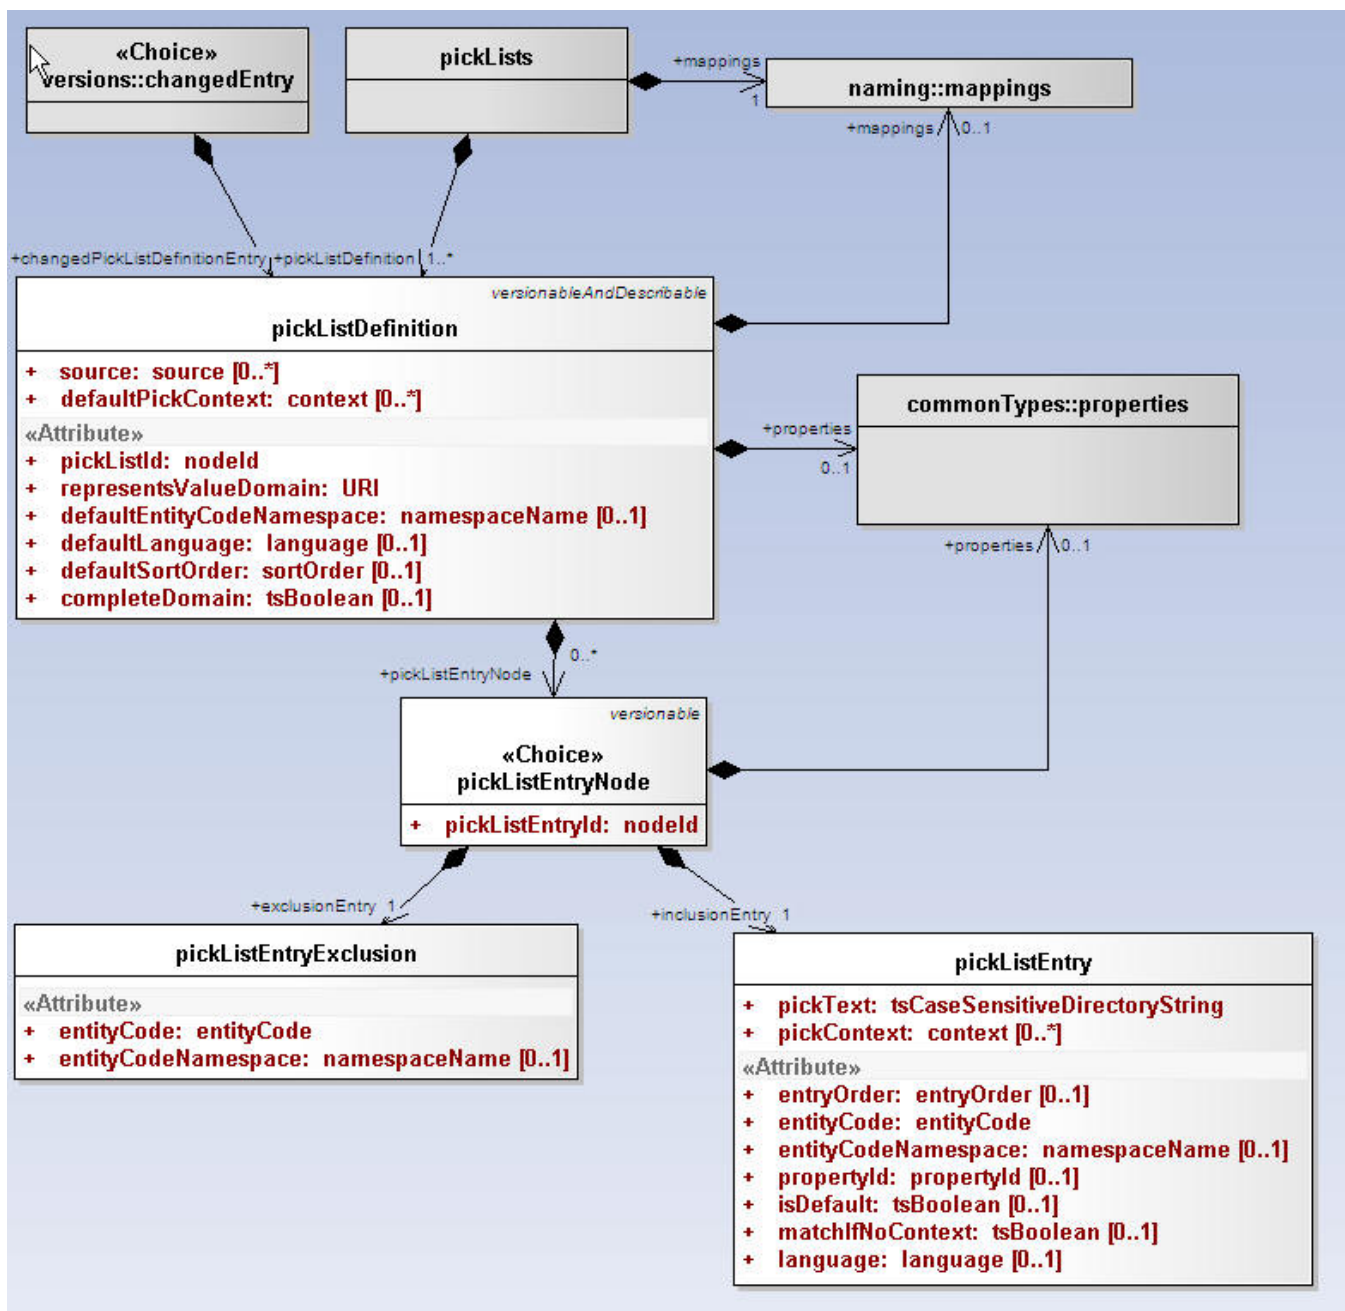 «Choice»
versions::changedEntry
pickLists
+mappings
1
naming::mappings
+mappings
0..1
+changedPickListDefinitionEntry
+pickListDefinition
1..*
versionableAndDescribable
pickListDefinition
+ source: source [0..*]
+ defaultPickContext: context [0..*]
«Attribute»
+ pickListId: nodeId
+ representsValueDomain: URI
+ defaultEntityCodeNamespace: namespaceName [0..1]
+ defaultLanguage: language [0..1]
+ defaultSortOrder: sortOrder [0..1]
+ completeDomain: tsBoolean [0..1]
+properties
0..1
commonTypes::properties
+properties
0..1
0..*
+pickListEntryNode
versionable
«Choice»
pickListEntryNode
+ pickListEntryId: nodeId
+exclusionEntry 1
+inclusionEntry 1
pickListEntryExclusion
«Attribute»
+ entityCode: entityCode
+ entityCodeNamespace: namespaceName [0..1]
pickListEntry
+ pickText: tsCaseSensitiveDirectoryString
+ pickContext: context [0..*]
«Attribute»
+ entryOrder: entryOrder [0..1]
+ entityCode: entityCode
+ entityCodeNamespace: namespaceName [0..1]
+ propertyId: propertyId [0..1]
+ isDefault: tsBoolean [0..1]
+ matchIfNoContext: tsBoolean [0..1]
+ language: language [0..1]